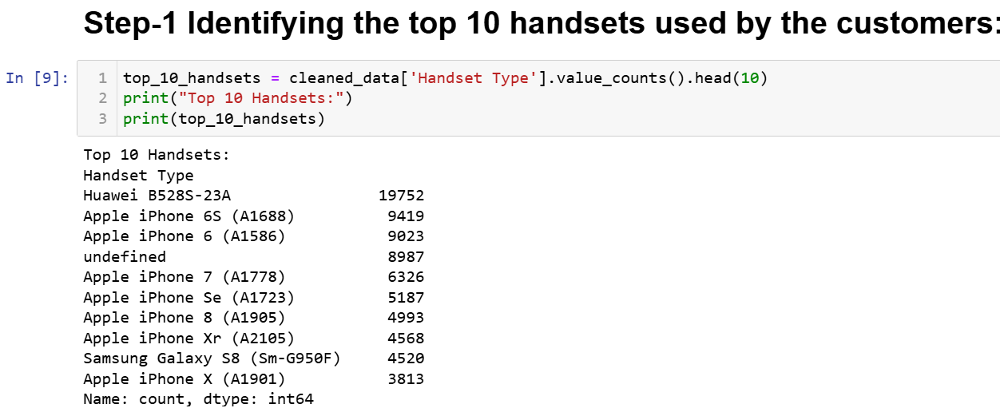 Step-1 Identifying the top 10 handsets used by the customers:
In [9]:
1 top_10_handsets = cleaned_data['Handset Type'].value_counts().head(10)
2 print("Top 10 Handsets:")
3 print(top_10_handsets)
Top 10 Handsets:
Handset Type
Huawei B528S-23A 19752
Apple iPhone 6S (A1688) 9419
Apple iPhone 6 (A1586) 9023
undefined 8987
Apple iPhone 7 (A1778) 6326
Apple iPhone Se (A1723) 5187
Apple iPhone 8 (A1905) 4993
Apple iPhone Xr (A2105) 4568
Samsung Galaxy S8 (Sm-G950F) 4520
Apple iPhone X (A1901) 3813
Name: count, dtype: int64